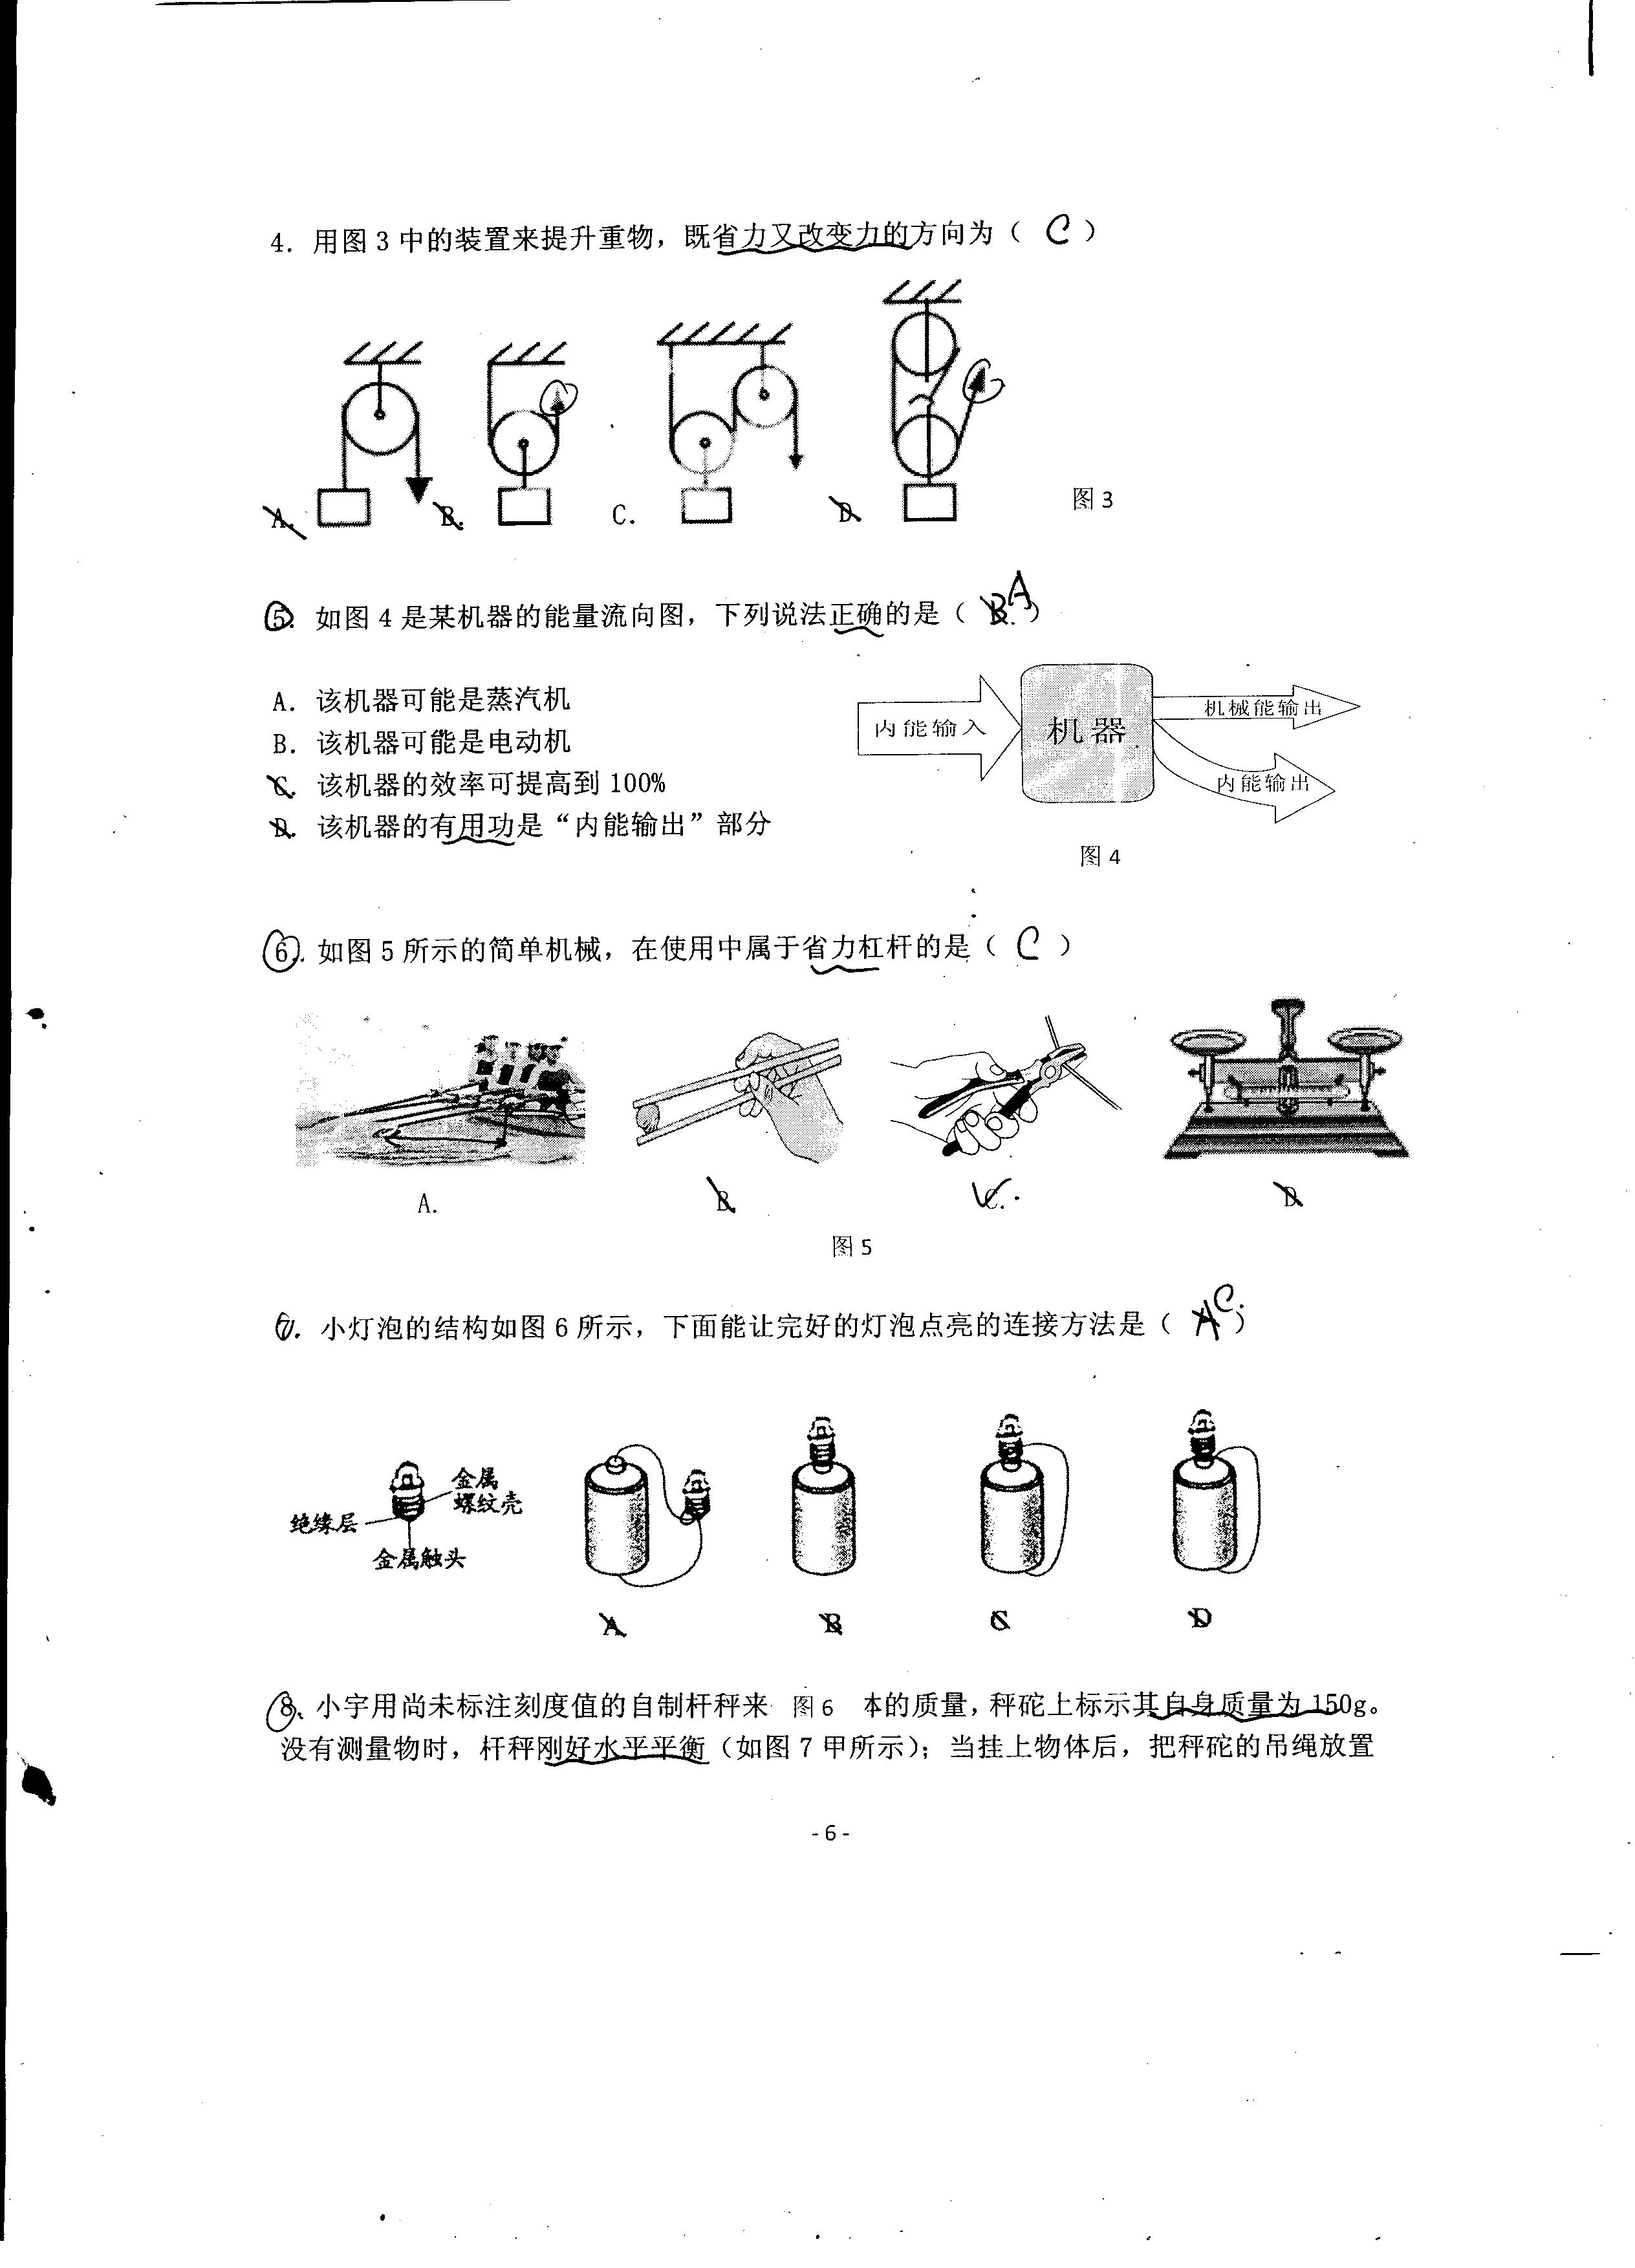 4. 用图3中的装置来提升重物，既省力又改变力的方向为（ C ）
A. B. C. D 图3
5. 如图4是某机器的能量流向图，下列说法正确的是（ B. A ）
A. 该机器可能是蒸汽机
B. 该机器可能是电动机
C. 该机器的效率可提高到100%
D. 该机器的有用功是“内能输出”部分
内能输入 机器 机械能输出
内能输出
图4
6. 如图5所示的简单机械，在使用中属于省力杠杆的是（ C ）
A. B C. D
图5
7. 小灯泡的结构如图6所示，下面能让完好的灯泡点亮的连接方法是（ A C. ）
金属
螺纹壳
绝缘层
金属触头
A B C D
8、小宇用尚未标注刻度值的自制杆秤来 图6 本的质量，秤砣上标示其自身质量为150g。
没有测量物时，杆秤刚好水平平衡（如图7甲所示）；当挂上物体后，把秤砣的吊绳放置
- 6 -